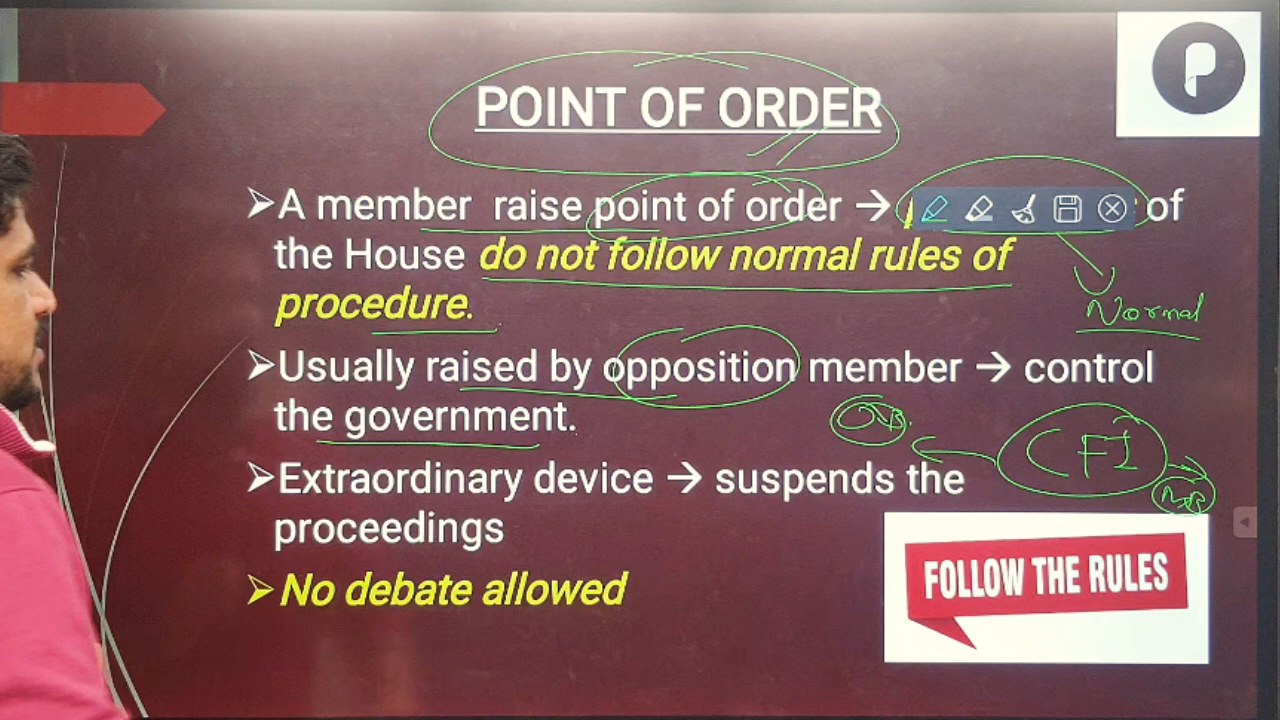 POINT OF ORDER
➢A member raise point of order → of
the House do not follow normal rules of
procedure.
Normal
➢Usually raised by opposition member → control
the government.
CFI
➢Extraordinary device → suspends the
proceedings
➢No debate allowed
FOLLOW THE RULES
P